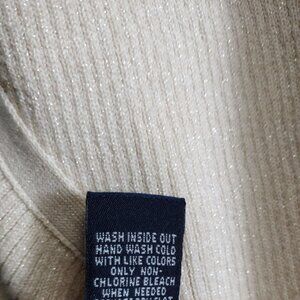 WASH INSIDE OUT
HAND WASH COLD
WITH LIKE COLORS
ONLY NON-
CHLORINE BLEACH
WHEN NEEDED